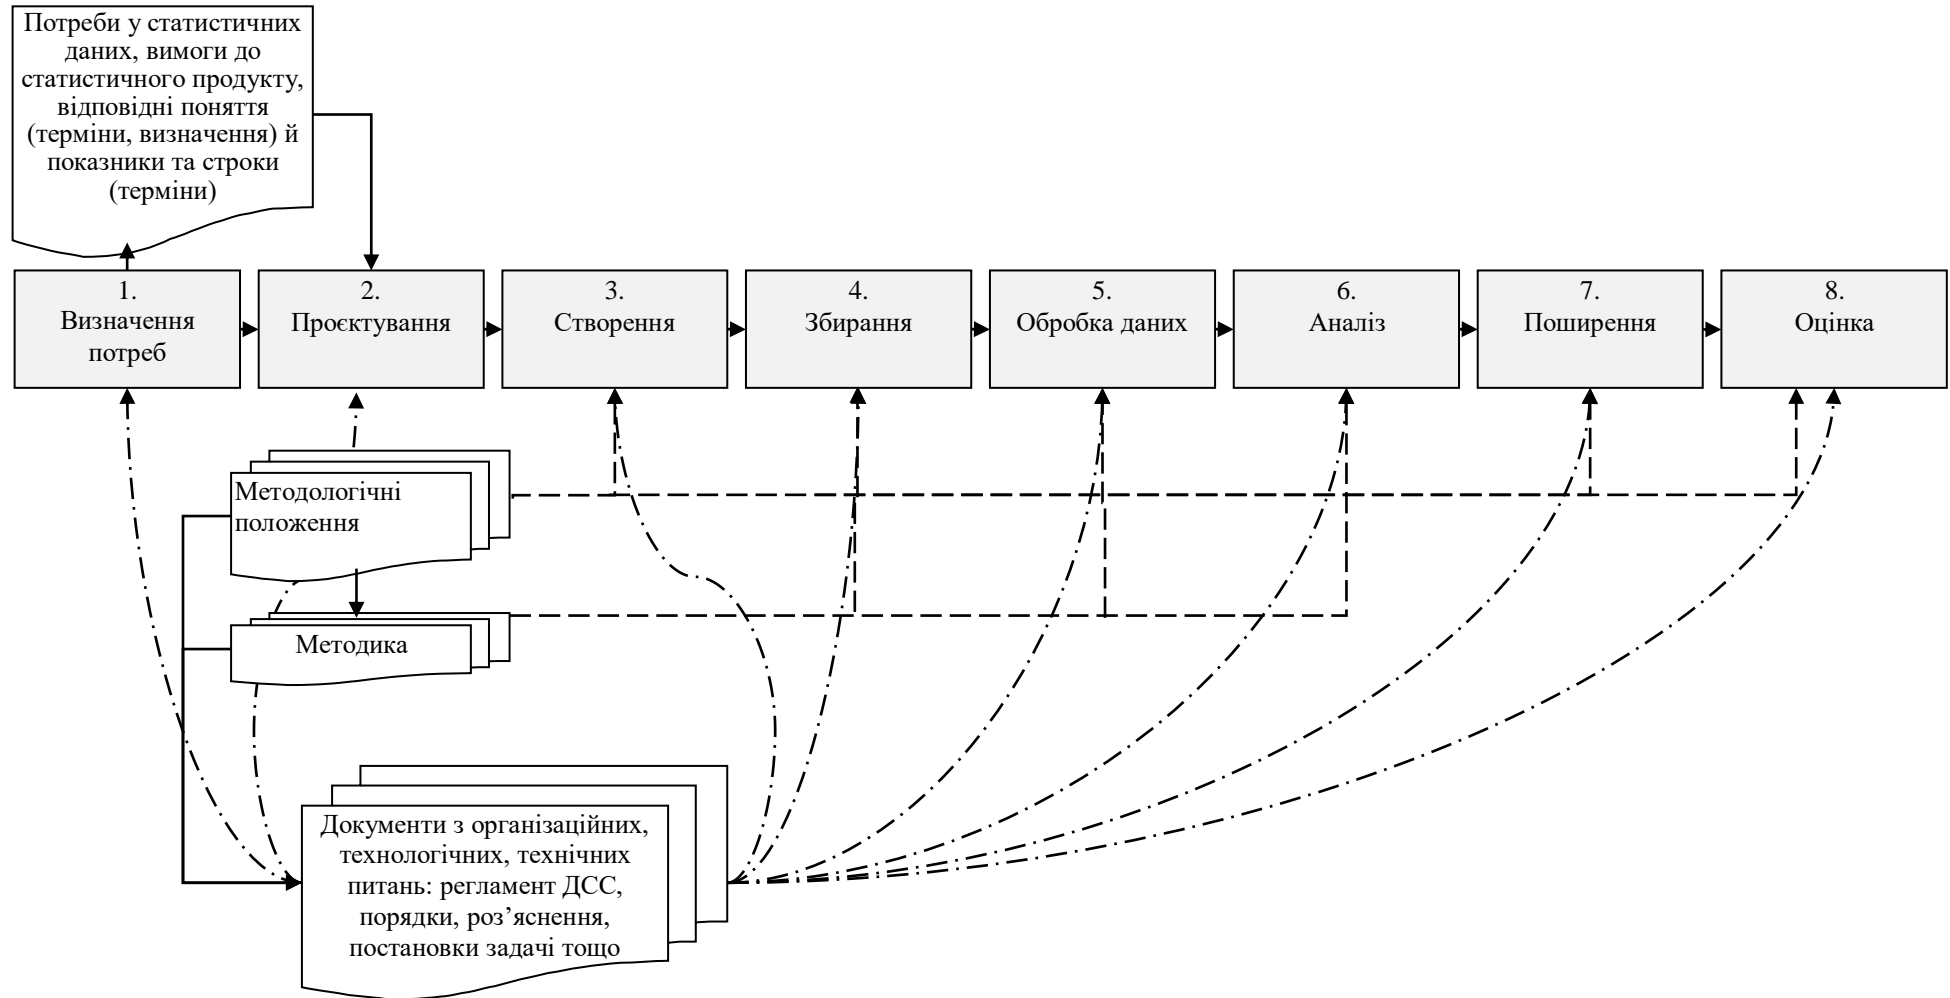 Потреби у статистичних
даних, вимоги до
статистичного продукту,
відповідні поняття
(терміни, визначення) й
показники та строки
(терміни)
1.
Визначення
потреб
2.
Проєктування
3.
Створення
4.
Збирання
5.
Обробка даних
6.
Аналіз
7.
Поширення
8.
Оцінка
Методологічні
положення
Методика
Документи з організаційних,
технологічних, технічних
питань: регламент ДСС,
порядки, роз’яснення,
постановки задачі тощо